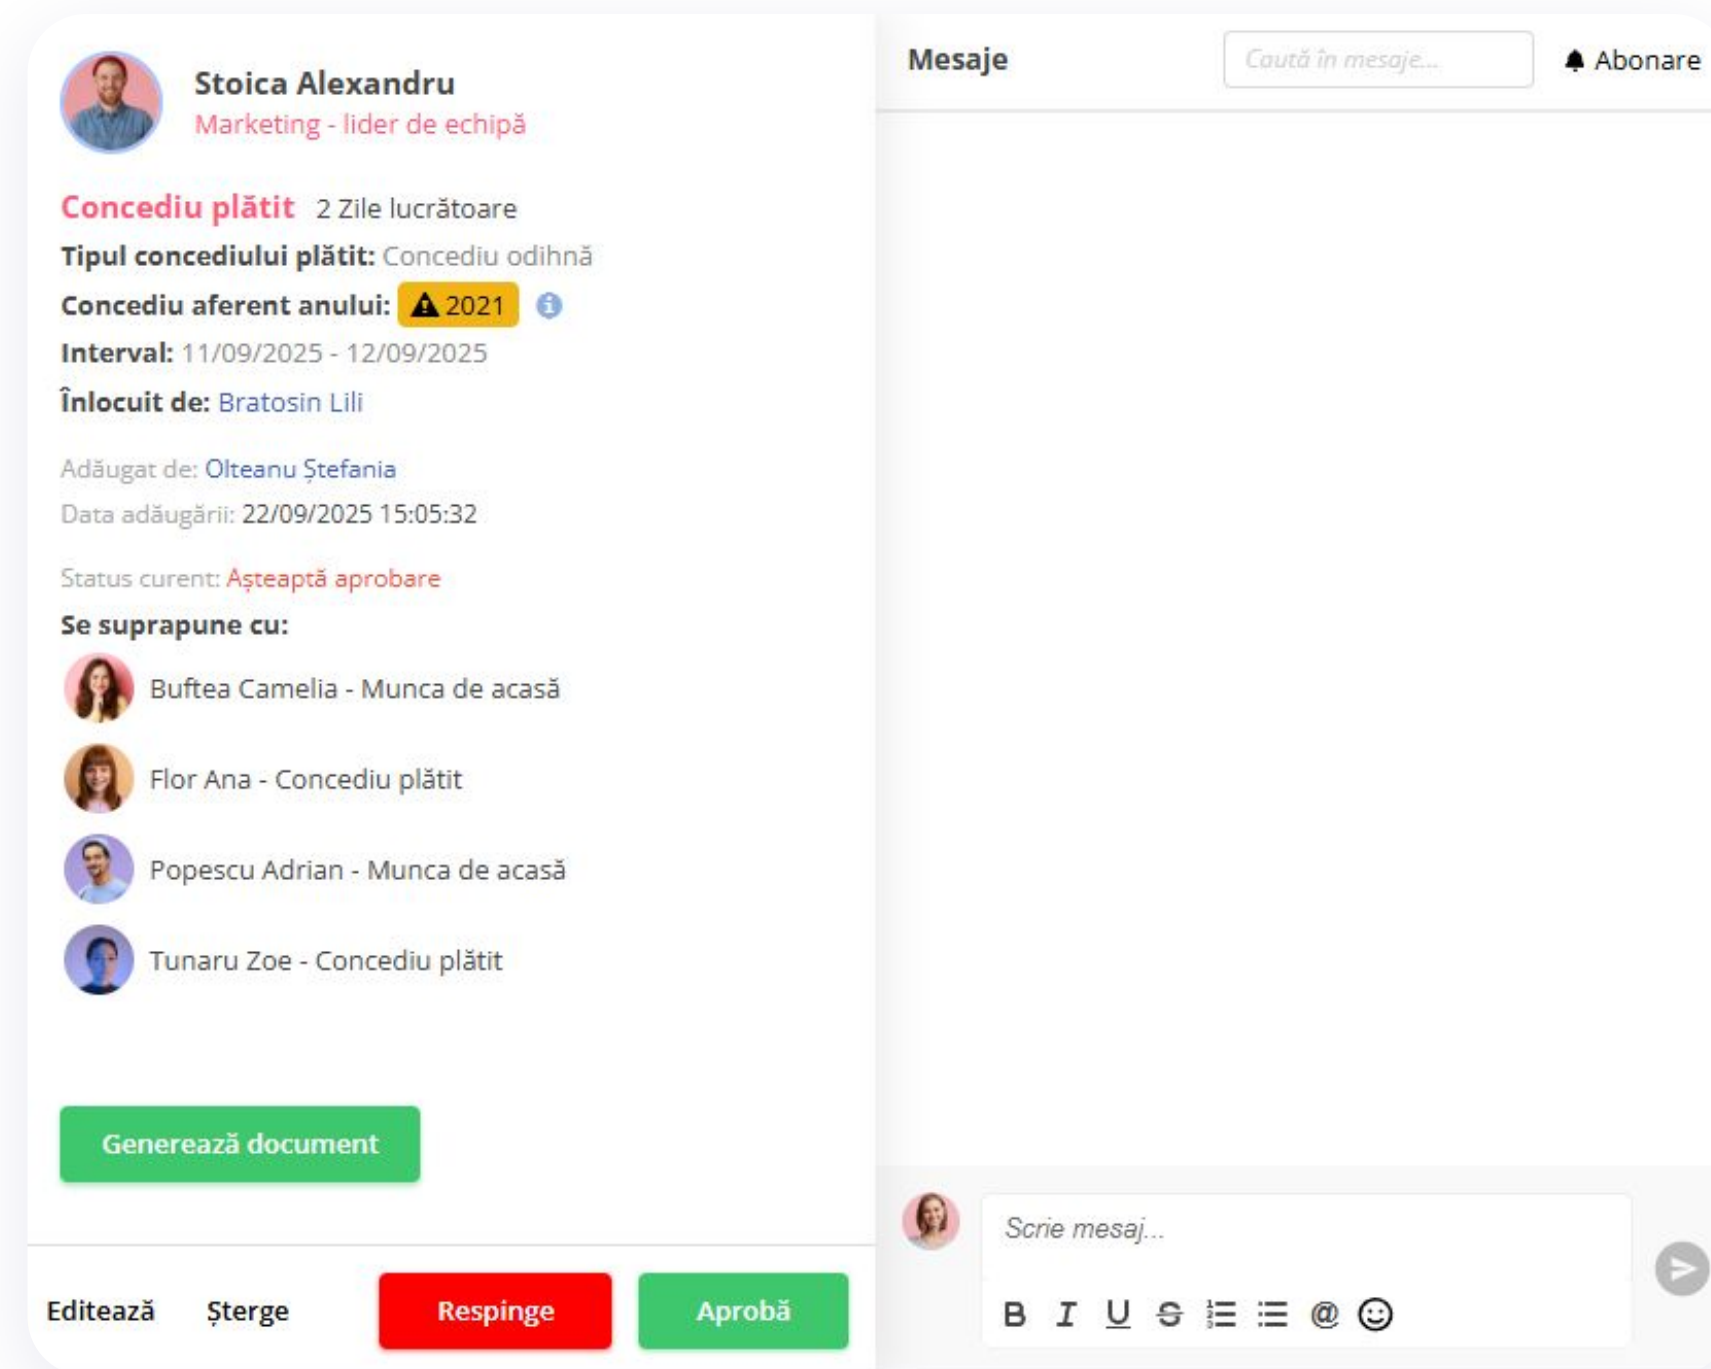 Stoica Alexandru
Marketing - lider de echipă
Concediu plătit 2 Zile lucrătoare
Tipul concediului plătit: Concediu odihnă
Concediu aferent anului: 2021
Interval: 11/09/2025 - 12/09/2025
Înlocuit de: Bratosin Lili
Adăugat de: Olteanu Ștefania
Data adăugării: 22/09/2025 15:05:32
Status curent: Așteaptă aprobare
Se suprapune cu:
Buftea Camelia - Munca de acasă
Flor Ana - Concediu plătit
Popescu Adrian - Munca de acasă
Tunaru Zoe - Concediu plătit
Generează document
Editează Șterge Respinge Aprobă
Mesaje Caută în mesaje... Abonare
Scrie mesaj...
B I U S @